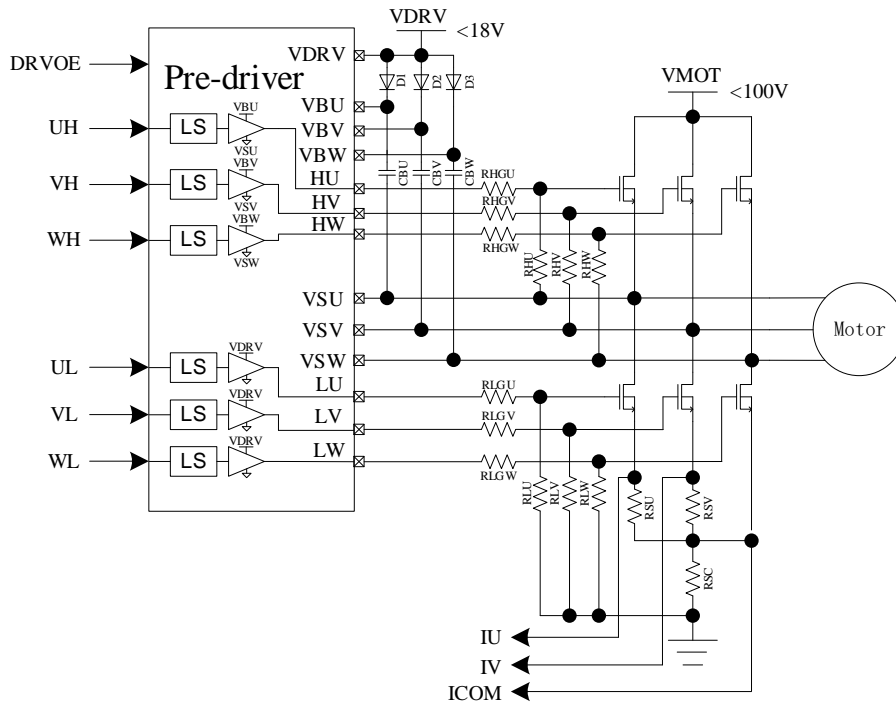 VDRV
<18V
DRVOE
Pre-driver
VDRV
D1
D2
D3
VMOT
<100V
VBU
VBV
VBW
UH
LS
VBU
VSU
CBU
CBV
CBW
HU
RHGU
VH
LS
VBV
VSV
HV
RHGV
WH
LS
VBW
VSW
HW
RHGW
RHU
RHV
RHW
VSU
VSV
VSW
Motor
UL
LS
VDRV
LU
RLGU
VL
LS
VDRV
LV
RLGV
WL
LS
VDRV
LW
RLGW
RLU
RLV
RLW
RSU
RSV
RSC
IU
IV
ICOM